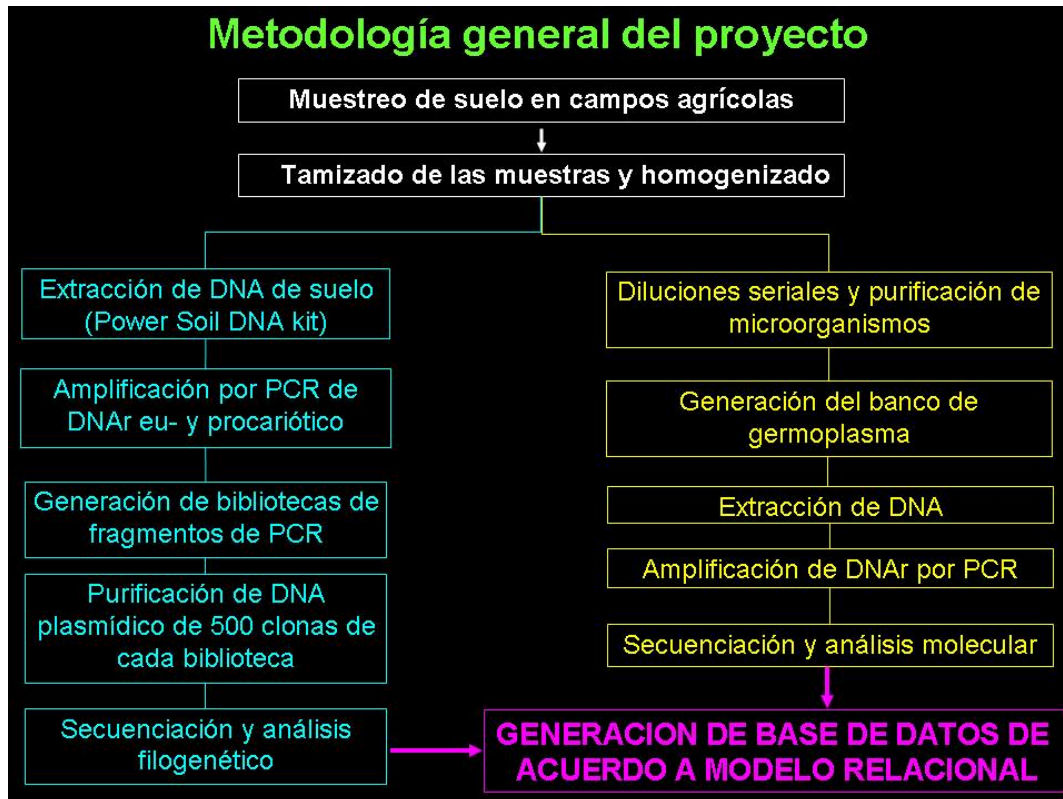 Metodología general del proyecto
Muestreo de suelo en campos agrícolas
Tamizado de las muestras y homogenizado
Extracción de DNA de suelo
(Power Soil DNA kit)
Amplificación por PCR de
DNAr eu- y procariótico
Generación de bibliotecas de
fragmentos de PCR
Purificación de DNA
plasmídico de 500 clonas de
cada biblioteca
Secuenciación y análisis
filogenético
Diluciones seriales y purificación de
microorganismos
Generación del banco de
germoplasma
Extracción de DNA
Amplificación de DNAr por PCR
Secuenciación y análisis molecular
GENERACION DE BASE DE DATOS DE
ACUERDO A MODELO RELACIONAL